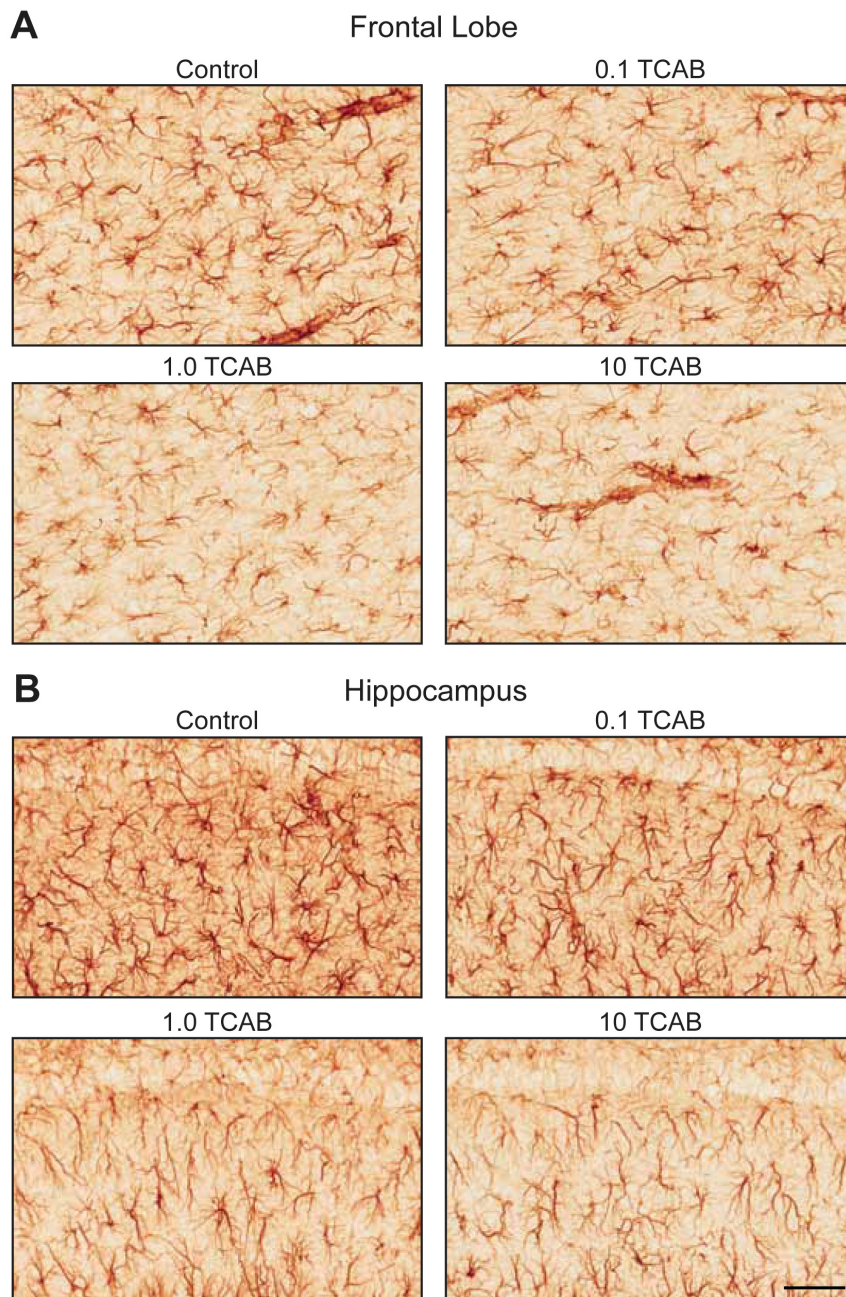 A
Frontal Lobe
Control
0.1 TCAB
1.0 TCAB
10 TCAB
B
Hippocampus
Control
0.1 TCAB
1.0 TCAB
10 TCAB